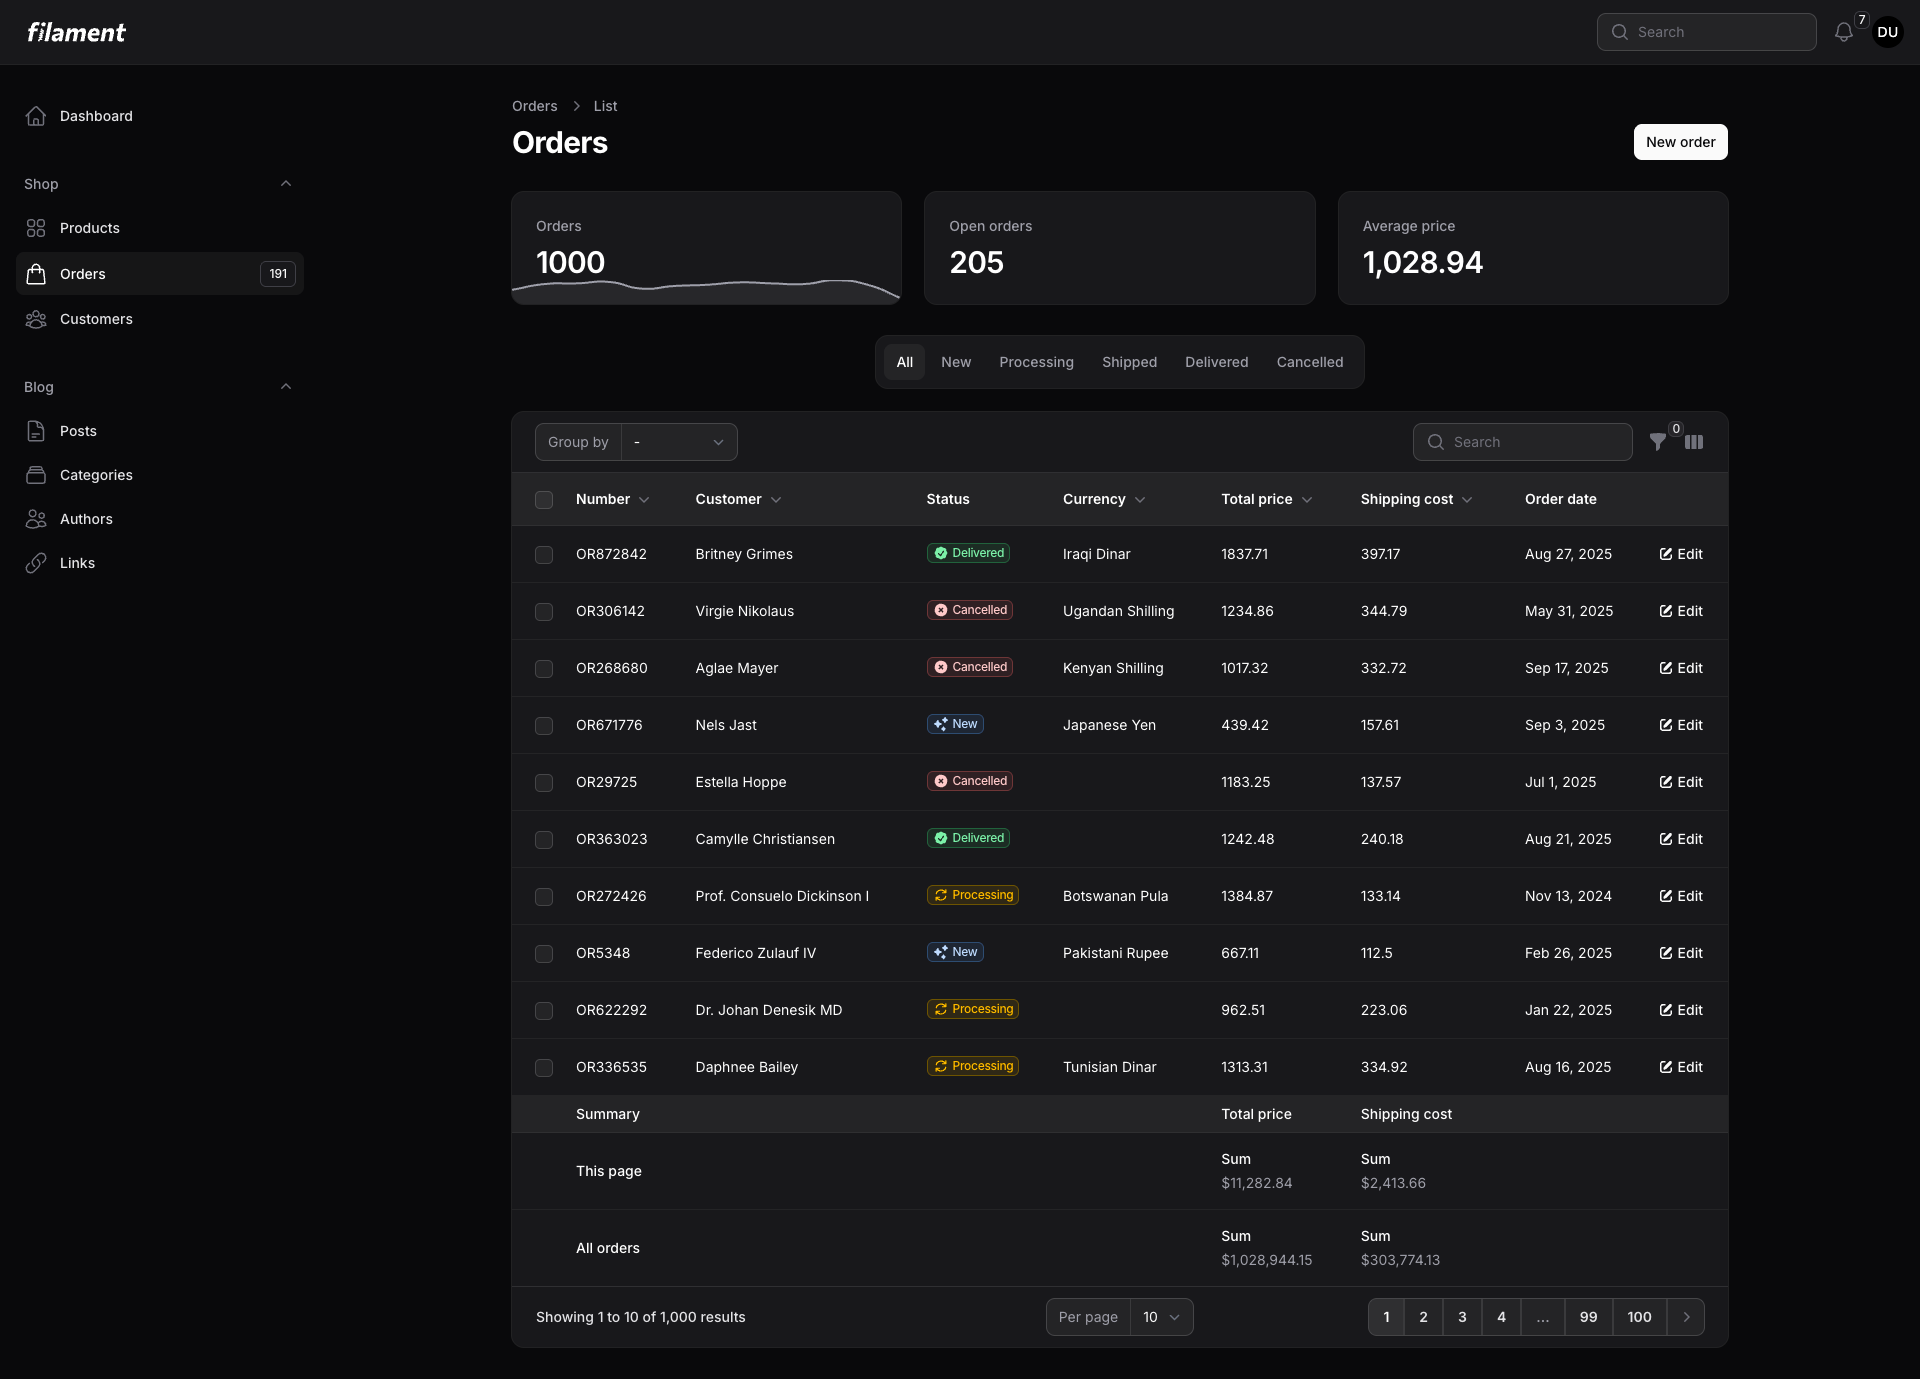 filament
Search
7
DU
Dashboard
Shop
Products
Orders 191
Customers
Blog
Posts
Categories
Authors
Links
Orders > List
Orders
New order
Orders
1000
Open orders
205
Average price
1,028.94
All New Processing Shipped Delivered Cancelled
Group by -
Search
0
Number Customer Status Currency Total price Shipping cost Order date
OR872842 Britney Grimes Delivered Iraqi Dinar 1837.71 397.17 Aug 27, 2025 Edit
OR306142 Virgie Nikolaus Cancelled Ugandan Shilling 1234.86 344.79 May 31, 2025 Edit
OR268680 Aglae Mayer Cancelled Kenyan Shilling 1017.32 332.72 Sep 17, 2025 Edit
OR671776 Nels Jast New Japanese Yen 439.42 157.61 Sep 3, 2025 Edit
OR29725 Estella Hoppe Cancelled 1183.25 137.57 Jul 1, 2025 Edit
OR363023 Camylle Christiansen Delivered 1242.48 240.18 Aug 21, 2025 Edit
OR272426 Prof. Consuelo Dickinson I Processing Botswanan Pula 1384.87 133.14 Nov 13, 2024 Edit
OR5348 Federico Zulauf IV New Pakistani Rupee 667.11 112.5 Feb 26, 2025 Edit
OR622292 Dr. Johan Denesik MD Processing 962.51 223.06 Jan 22, 2025 Edit
OR336535 Daphnee Bailey Processing Tunisian Dinar 1313.31 334.92 Aug 16, 2025 Edit
Summary Total price Shipping cost
This page
Sum Sum
$11,282.84 $2,413.66
All orders
Sum Sum
$1,028,944.15 $303,774.13
Showing 1 to 10 of 1,000 results
Per page 10
1 2 3 4 ... 99 100